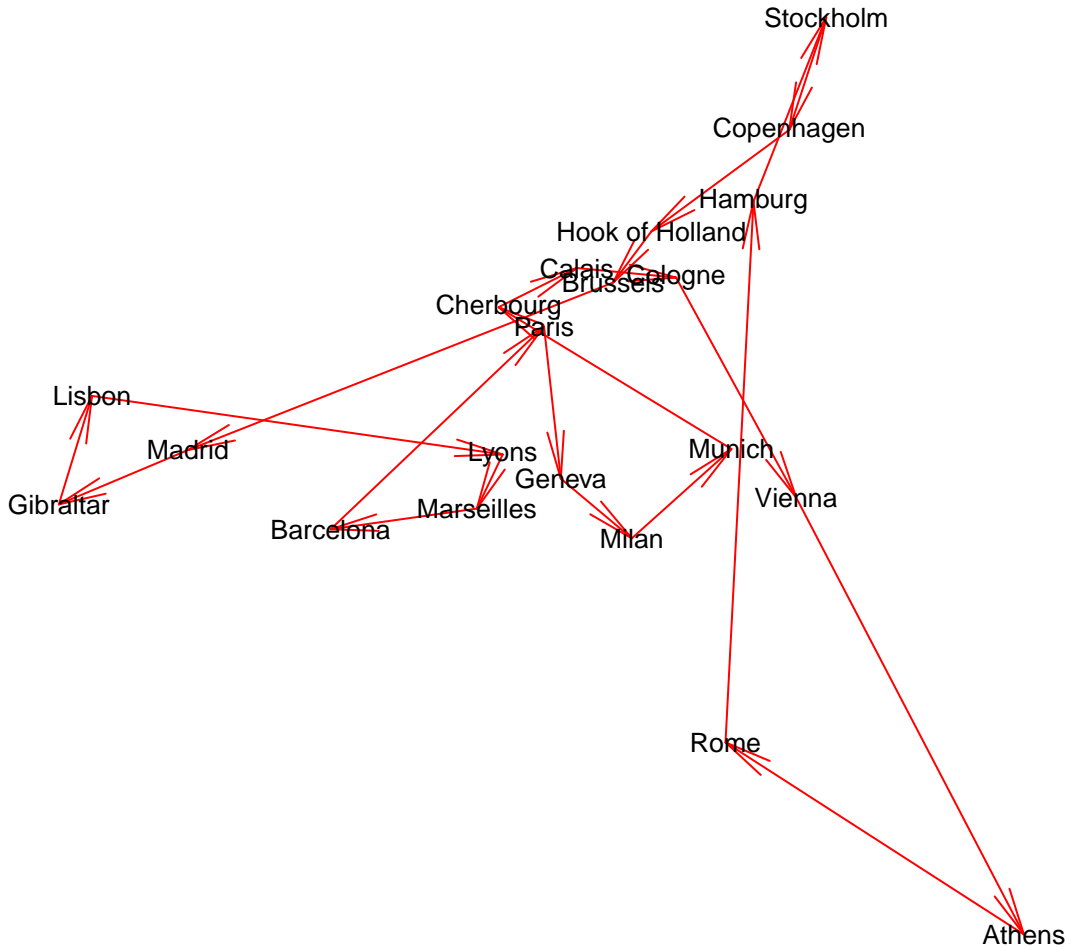 Stockholm
Copenhagen
Hamburg
Hook of Holland
Calais
Cologne
Brussels
Cherbourg
Paris
Lisbon
Madrid
Lyons
Munich
Geneva
Gibraltar
Marseilles
Vienna
Barcelona
Milan
Rome
Athens